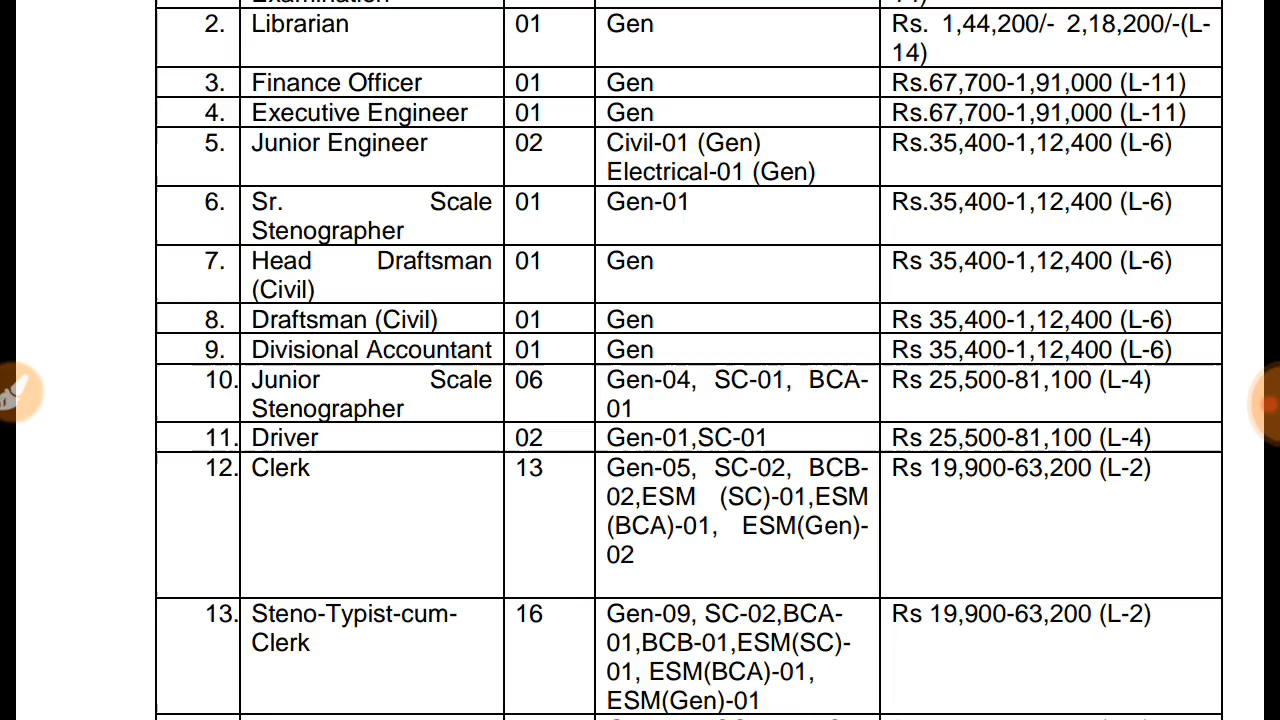 Examination
14)
2. Librarian 01 Gen Rs. 1,44,200/- 2,18,200/-(L-
14)
3. Finance Officer 01 Gen Rs.67,700-1,91,000 (L-11)
4. Executive Engineer 01 Gen Rs.67,700-1,91,000 (L-11)
5. Junior Engineer 02 Civil-01 (Gen) Rs.35,400-1,12,400 (L-6)
Electrical-01 (Gen)
6. Sr. Scale 01 Gen-01 Rs.35,400-1,12,400 (L-6)
Stenographer
7. Head Draftsman 01 Gen Rs 35,400-1,12,400 (L-6)
(Civil)
8. Draftsman (Civil) 01 Gen Rs 35,400-1,12,400 (L-6)
9. Divisional Accountant 01 Gen Rs 35,400-1,12,400 (L-6)
10. Junior Scale 06 Gen-04, SC-01, BCA- Rs 25,500-81,100 (L-4)
Stenographer 01
11. Driver 02 Gen-01,SC-01 Rs 25,500-81,100 (L-4)
12. Clerk 13 Gen-05, SC-02, BCB- Rs 19,900-63,200 (L-2)
02,ESM (SC)-01,ESM
(BCA)-01, ESM(Gen)-
02
13. Steno-Typist-cum- 16 Gen-09, SC-02,BCA- Rs 19,900-63,200 (L-2)
Clerk 01,BCB-01,ESM(SC)-
01, ESM(BCA)-01,
ESM(Gen)-01